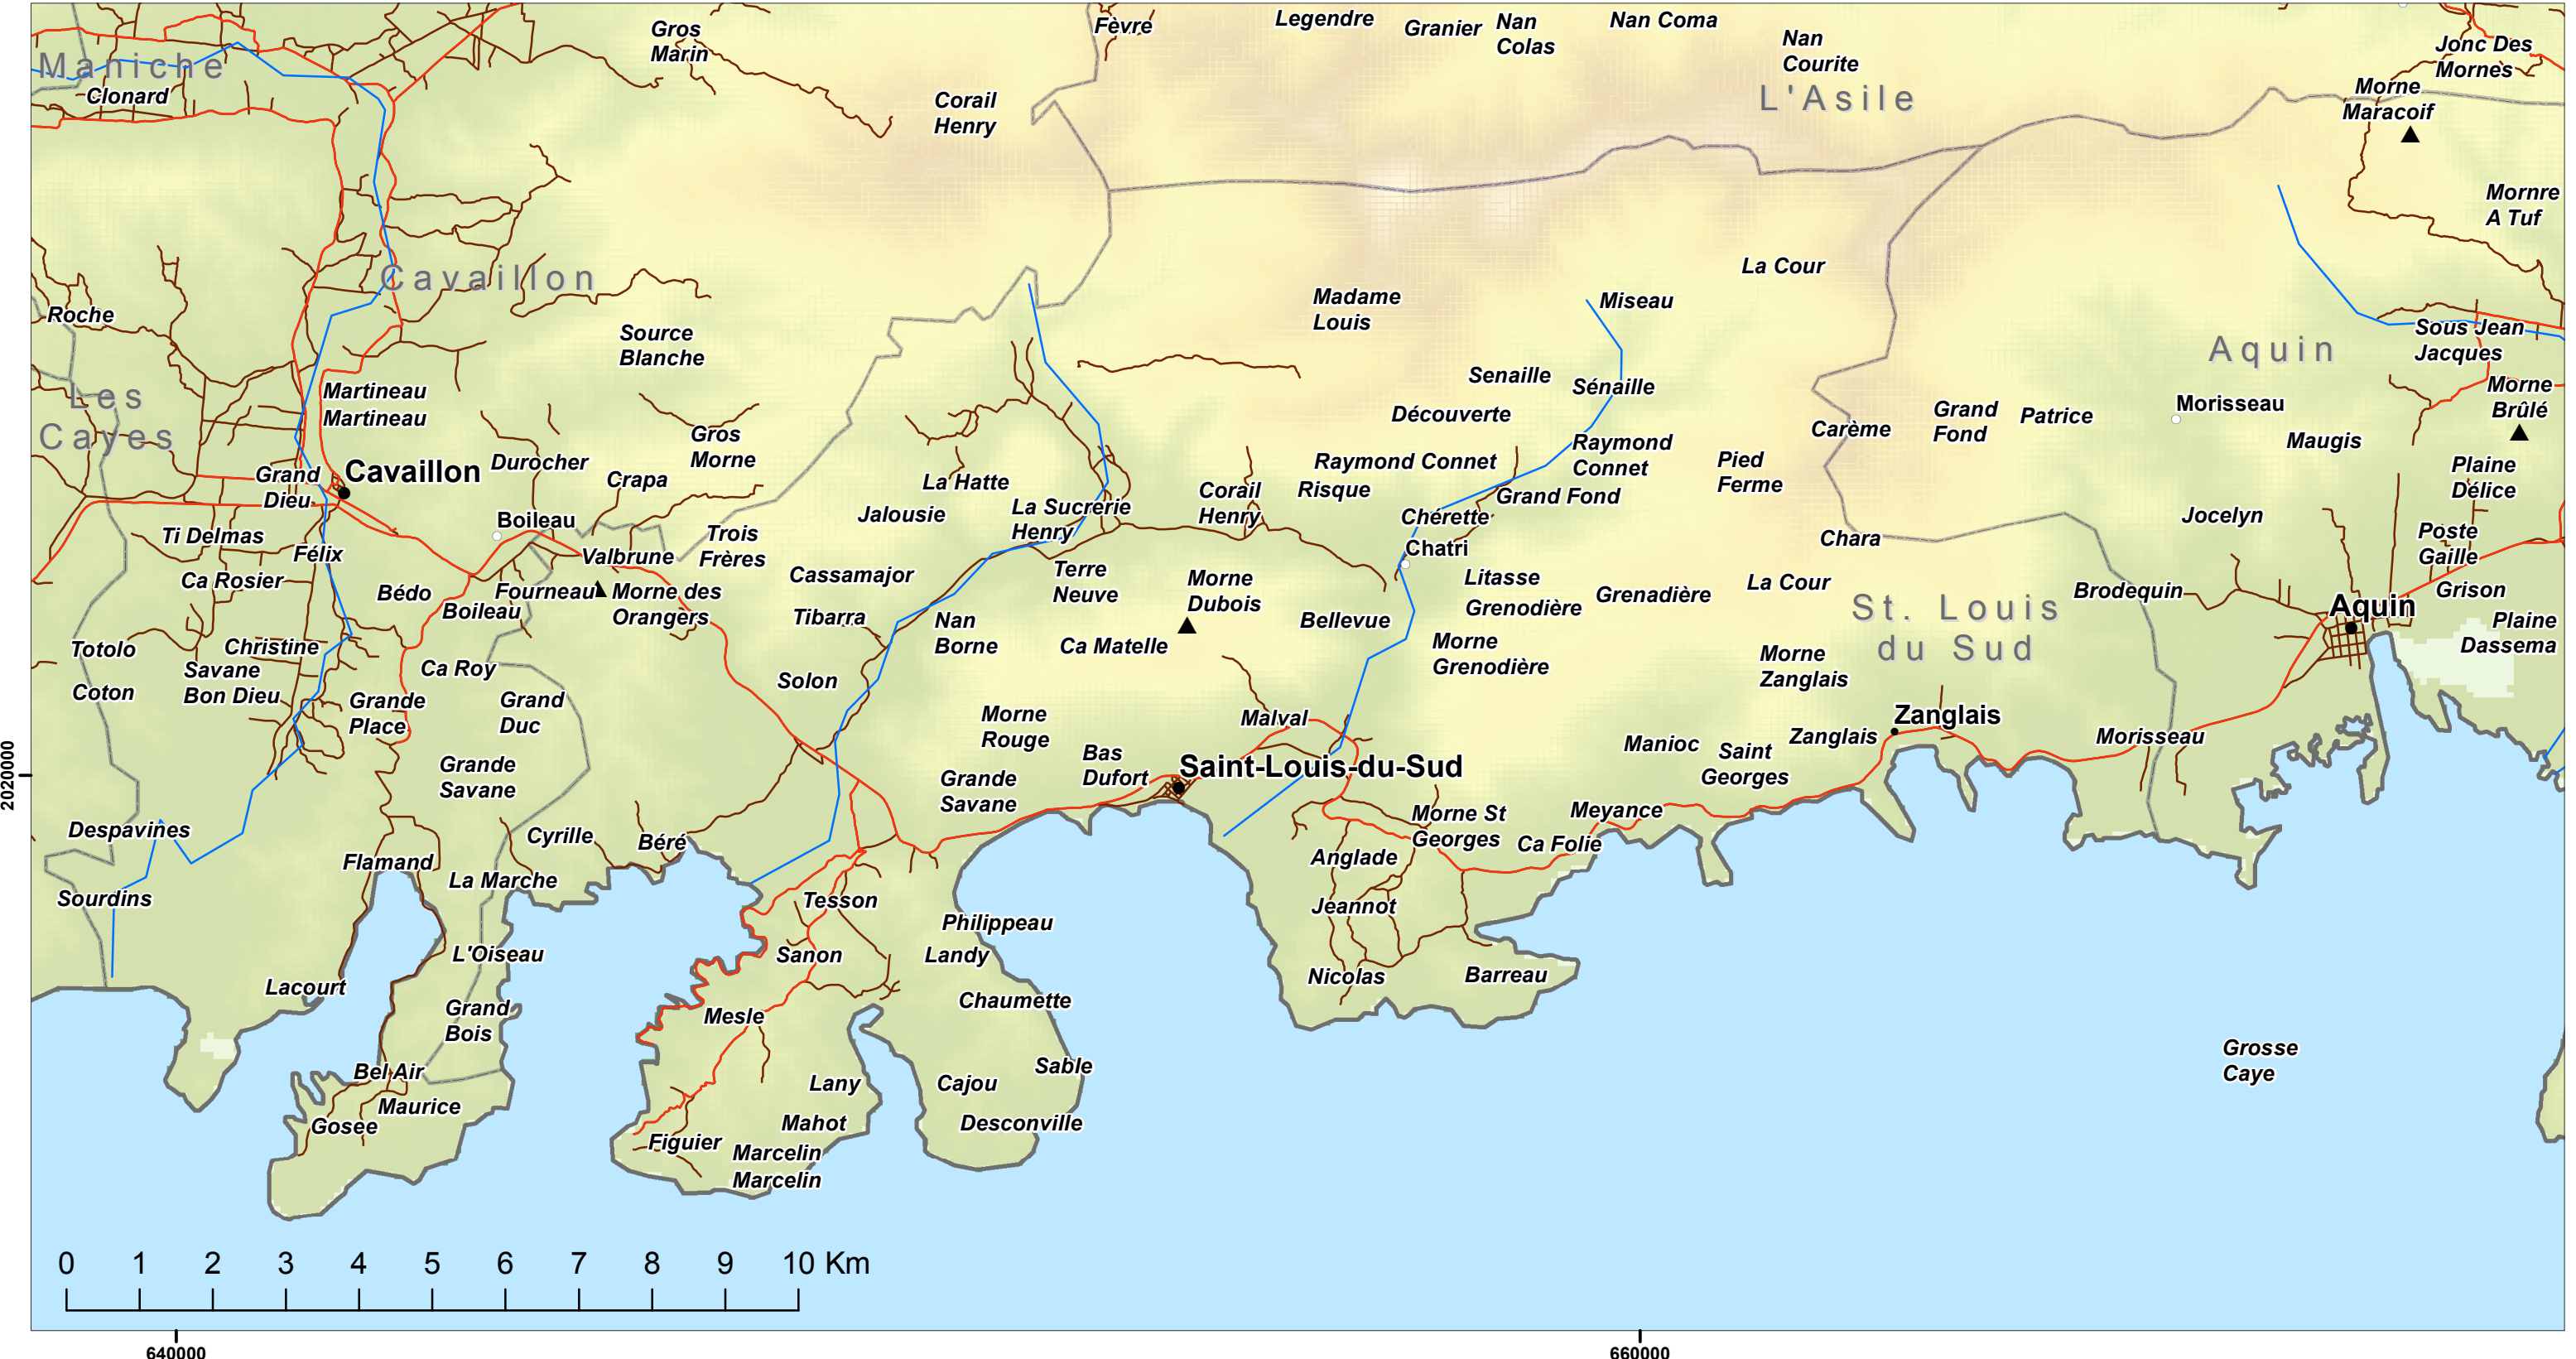 Gros
Marin
Fèvre
Legendre
Granier
Nan
Colas
Nan Coma
Nan
Courite
Jonc Des
Mornes
Maniche
Clonard
Corail
Henry
L'Asile
Morne
Maracoif
Mornre
A Tuf
Cavaillon
La Cour
Roche
Source
Blanche
Madame
Louis
Miseau
Aquin
Sous Jean
Jacques
Les
Cayes
Martineau
Martineau
Senaille
Sénaille
Découverte
Morne
Brûlé
Carème
Grand
Fond
Patrice
Morisseau
Maugis
Gros
Morne
Durocher
Crapa
Grand
Dieu
Cavaillon
La Hatte
Raymond Connet
Raymond
Connet
Risque
Pied
Ferme
Plaine
Délice
Grand Fond
Corail
Henry
La Sucrerie
Henry
Jalousie
Chérette
Chatri
Jocelyn
Boileau
Ti Delmas
Félix
Valbrune
Trois
Frères
Chara
Poste
Gaille
Ca Rosier
Bédo
Fourneau
Boileau
Morne des
Orangers
Cassamajor
Terre
Neuve
Morne
Dubois
Litasse
Grenodière
Grenadière
La Cour
Brodequin
Grison
Aquin
St. Louis
du Sud
Plaine
Dassema
Tibarra
Nan
Borne
Ca Matelle
Bellevue
Morne
Grenodière
Totolo
Christine
Savane
Bon Dieu
Coton
Ca Roy
Solon
Morne
Zanglais
Grande
Place
Grand
Duc
Morne
Rouge
Malval
Zanglais
Zanglais
Morisseau
Manioc
Saint
Georges
Bas
Dufort
Saint-Louis-du-Sud
Grande
Savane
Grande
Savane
2020000
Despavines
Cyrille
Béré
Morne St
Georges
Meyance
Ca Folie
Flamand
La Marche
Anglade
Sourdins
Tesson
Jeannot
Philippeau
L'Oiseau
Sanon
Landy
Nicolas
Barreau
Lacourt
Grand
Bois
Mesle
Chaumette
Bel Air
Sable
Grosse
Caye
Maurice
Gosee
Lany
Cajou
Mahot
Desconville
Figuier
Marcelin
Marcelin
0 1 2 3 4 5 6 7 8 9 10 Km
640000
660000